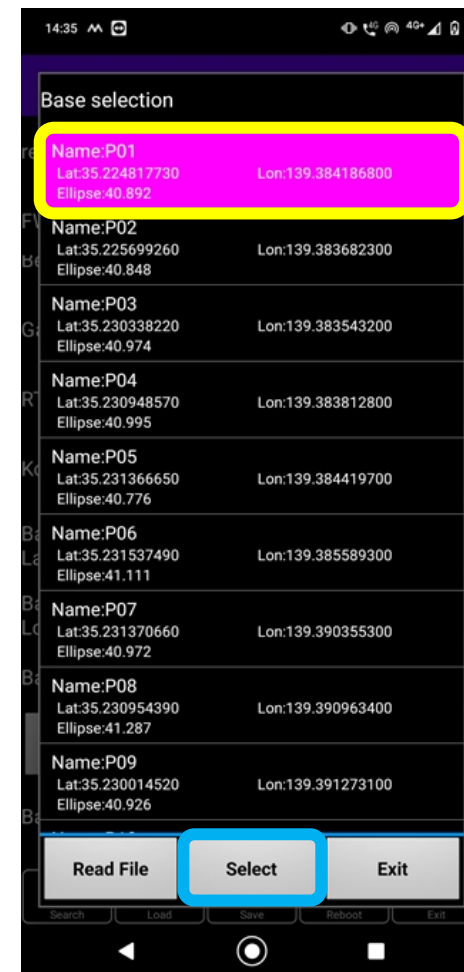 14:35
4G 4G+
Base selection
Name:P01
Lat:35.224817730 Lon:139.384186800
Ellipse:40.892
Name:P02
Lat:35.225699260 Lon:139.383682300
Ellipse:40.848
Name:P03
Lat:35.230338220 Lon:139.383543200
Ellipse:40.974
Name:P04
Lat:35.230948570 Lon:139.383812800
Ellipse:40.995
Name:P05
Lat:35.231366650 Lon:139.384419700
Ellipse:40.776
Name:P06
Lat:35.231537490 Lon:139.385589300
Ellipse:41.111
Name:P07
Lat:35.231370660 Lon:139.390355300
Ellipse:40.972
Name:P08
Lat:35.230954390 Lon:139.390963400
Ellipse:41.287
Name:P09
Lat:35.230014520 Lon:139.391273100
Ellipse:40.926
Read File Select Exit
Search Load Save Reboot Exit